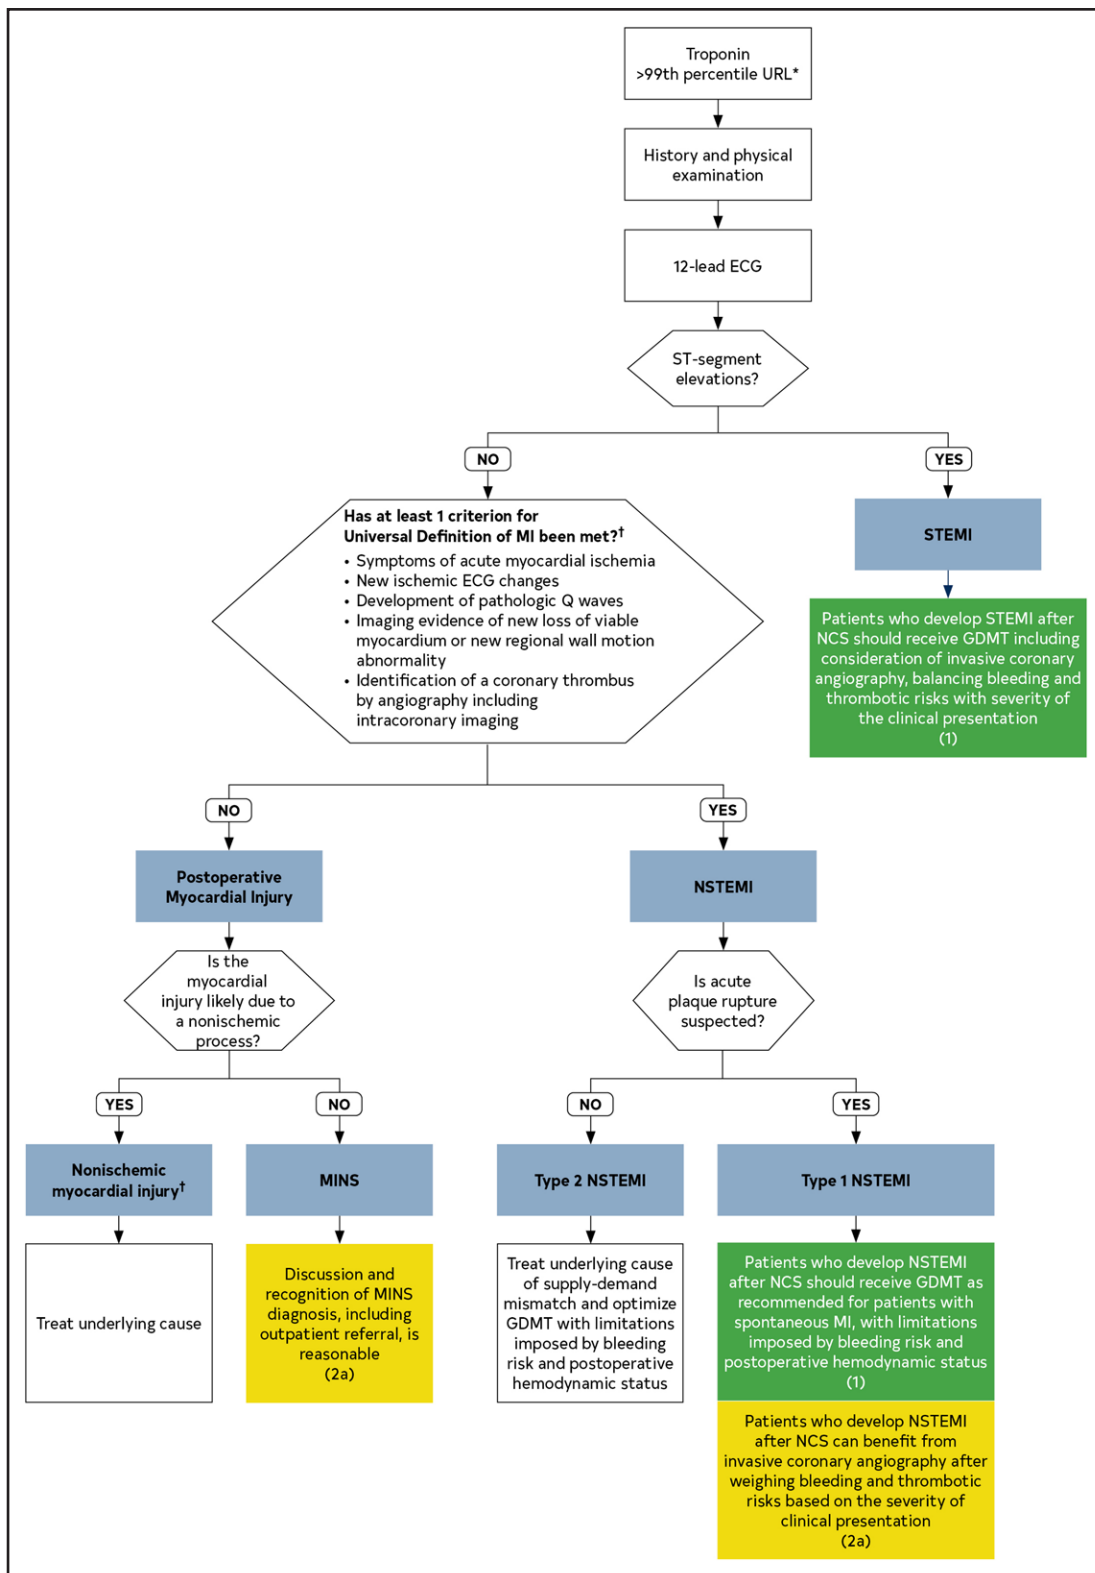 Troponin
>99th percentile URL*
History and physical
examination
12-lead ECG
ST-segment
elevations?
NO
YES
Has at least 1 criterion for
Universal Definition of MI been met?†
• Symptoms of acute myocardial ischemia
• New ischemic ECG changes
• Development of pathologic Q waves
• Imaging evidence of new loss of viable
myocardium or new regional wall motion
abnormality
• Identification of a coronary thrombus
by angiography including
intracoronary imaging
STEMI
Patients who develop STEMI after
NCS should receive GDMT including
consideration of invasive coronary
angiography, balancing bleeding and
thrombotic risks with severity of
the clinical presentation
(1)
NO
YES
Postoperative
Myocardial Injury
NSTEMI
Is the
myocardial
injury likely due to
a nonischemic
process?
Is acute
plaque rupture
suspected?
YES
NO
NO
YES
Nonischemic
myocardial injury†
MINS
Type 2 NSTEMI
Type 1 NSTEMI
Treat underlying cause
Discussion and
recognition of MINS
diagnosis, including
outpatient referral, is
reasonable
(2a)
Treat underlying cause
of supply-demand
mismatch and optimize
GDMT with limitations
imposed by bleeding
risk and postoperative
hemodynamic status
Patients who develop NSTEMI
after NCS should receive GDMT as
recommended for patients with
spontaneous MI, with limitations
imposed by bleeding risk and
postoperative hemodynamic status
(1)
Patients who develop NSTEMI
after NCS can benefit from
invasive coronary angiography after
weighing bleeding and thrombotic
risks based on the severity of
clinical presentation
(2a)